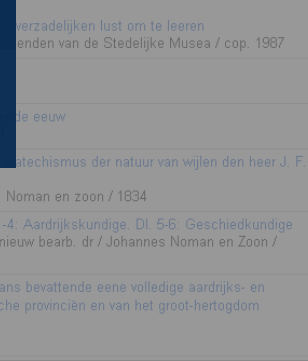 verzadelijken lust om te leeren
enden van de Stedelijke Musea / cop. 1987
de eeuw
atechismus der natuur van wijlen den heer J. F.
Noman en zoon / 1834
-4: Aardrijkskundige. Dl. 5-6: Geschiedkundige
nieuw bearb. dr / Johannes Noman en Zoon /
ans bevattende eene volledige aardrijks- en
che provinciën en van het groot-hertogdom